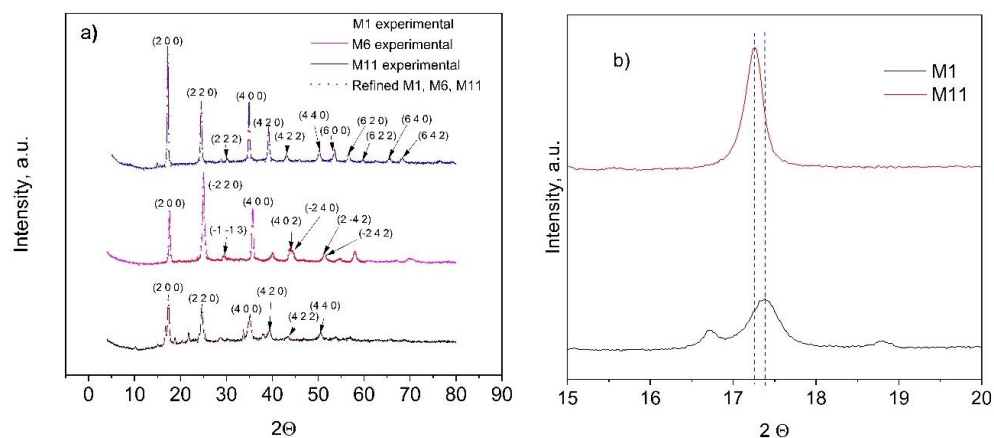 a)
M1 experimental
M6 experimental
M11 experimental
Refined M1, M6, M11
(2 0 0)
(2 2 0)
(2 2 2)
(4 0 0)
(4 2 0)
(4 2 2)
(4 4 0)
(6 0 0)
(6 2 0)
(6 2 2)
(6 4 0)
(6 4 2)
(2 0 0)
(-2 2 0)
(-1 -1 3)
(4 0 0)
(4 0 2)
(-2 4 0)
(2 -4 2)
(-2 4 2)
(2 0 0)
(2 2 0)
(4 0 0)
(4 2 0)
(4 2 2)
(4 4 0)
Intensity, a.u.
0 10 20 30 40 50 60 70 80 90
2Θ
b)
M1
M11
Intensity, a.u.
15 16 17 18 19 20
2 Θ